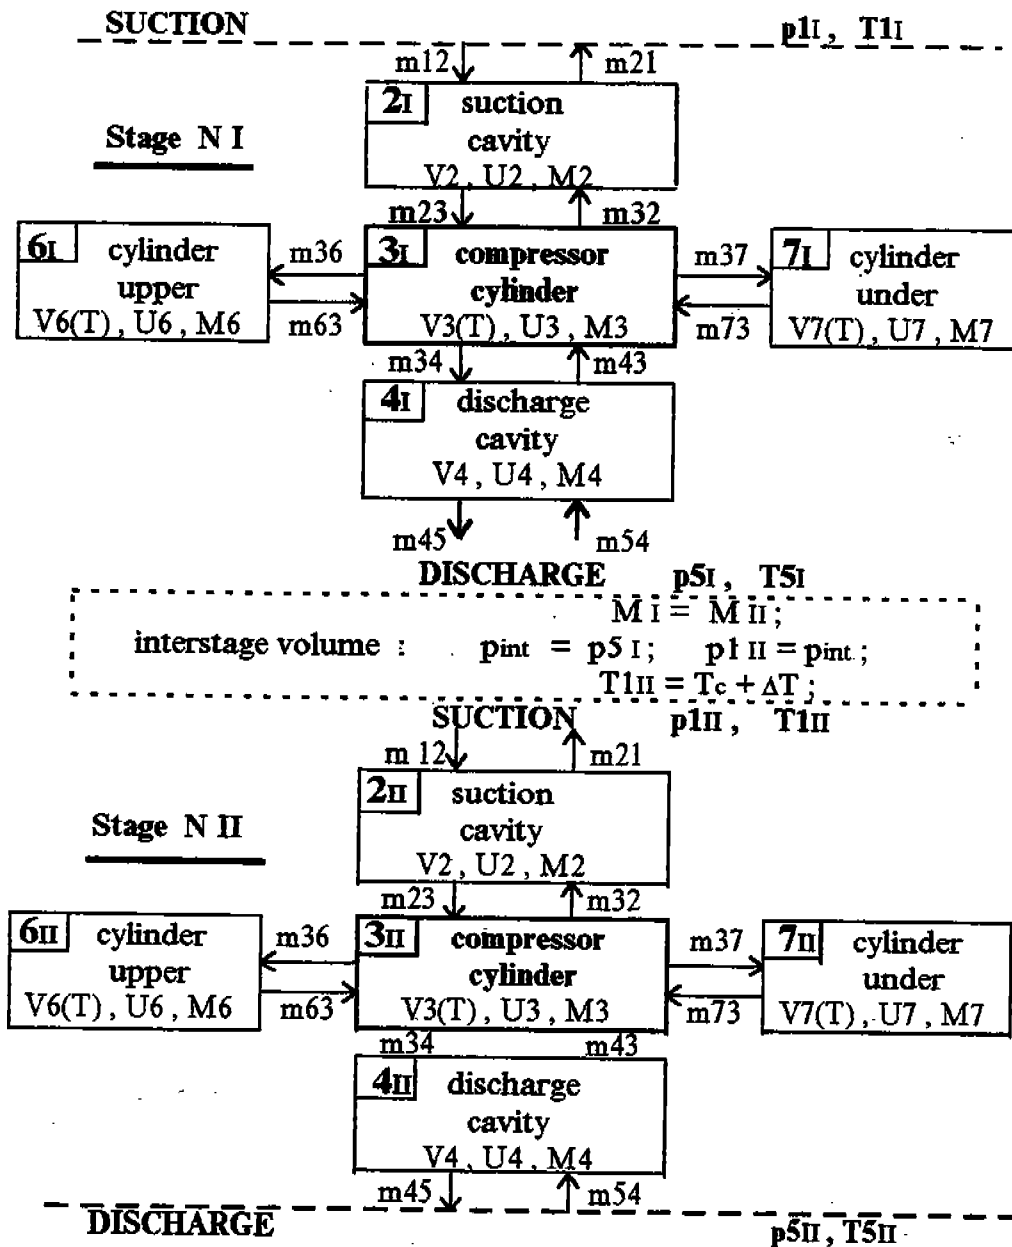 SUCTION p1I, T1I
m12 m21
2I suction
cavity
V2, U2, M2
Stage N I
m23 m32
6I cylinder
upper
V6(T), U6, M6
m36
m63
3I compressor
cylinder
V3(T), U3, M3
m37
m73
7I cylinder
under
V7(T), U7, M7
m34 m43
4I discharge
cavity
V4, U4, M4
m45 m54
DISCHARGE p5I, T5I
M I = M II;
interstage volume : pint = p5 I; p1 II = pint;
T1II = Tc + ΔT;
SUCTION p1II, T1II
m 12 m21
2II suction
cavity
V2, U2, M2
Stage N II
m23 m32
6II cylinder
upper
V6(T), U6, M6
m36
m63
3II compressor
cylinder
V3(T), U3, M3
m37
m73
7II cylinder
under
V7(T), U7, M7
m34 m43
4II discharge
cavity
V4, U4, M4
m45 m54
DISCHARGE p5II, T5II